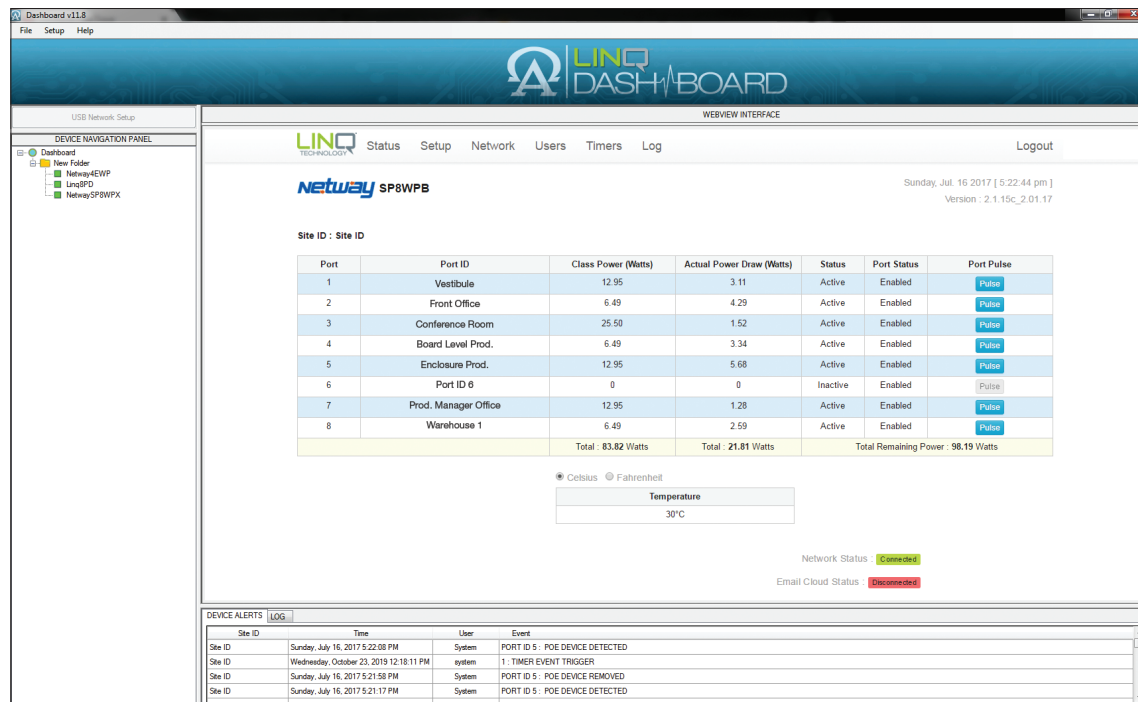 Dashboard v11.8
File Setup Help
LINQ
DASHBOARD
USB Network Setup
WEBVIEW INTERFACE
DEVICE NAVIGATION PANEL
Dashboard
New Folder
Netway4EWP
Linq8PD
NetwaySP8WPX
LINQ
TECHNOLOGY
Status Setup Network Users Timers Log Logout
Netway SP8WPB
Sunday, Jul. 16 2017 [ 5:22:44 pm ]
Version : 2.1.15c_2.01.17
Site ID : Site ID
Port Port ID Class Power (Watts) Actual Power Draw (Watts) Status Port Status Port Pulse
1 Vestibule 12.95 3.11 Active Enabled Pulse
2 Front Office 6.49 4.29 Active Enabled Pulse
3 Conference Room 25.50 1.52 Active Enabled Pulse
4 Board Level Prod. 6.49 3.34 Active Enabled Pulse
5 Enclosure Prod. 12.95 5.68 Active Enabled Pulse
6 Port ID 6 0 0 Inactive Enabled Pulse
7 Prod. Manager Office 12.95 1.28 Active Enabled Pulse
8 Warehouse 1 6.49 2.59 Active Enabled Pulse
Total : 83.82 Watts Total : 21.81 Watts Total Remaining Power : 98.19 Watts
Celsius Fahrenheit
Temperature
30°C
Network Status : Connected
Email Cloud Status : Disconnected
DEVICE ALERTS LOG
Site ID Time User Event
Site ID Sunday, July 16, 2017 5:22:08 PM System PORT ID 5 : POE DEVICE DETECTED
Site ID Wednesday, October 23, 2019 12:18:11 PM system 1 : TIMER EVENT TRIGGER
Site ID Sunday, July 16, 2017 5:21:58 PM System PORT ID 5 : POE DEVICE REMOVED
Site ID Sunday, July 16, 2017 5:21:17 PM System PORT ID 5 : POE DEVICE DETECTED